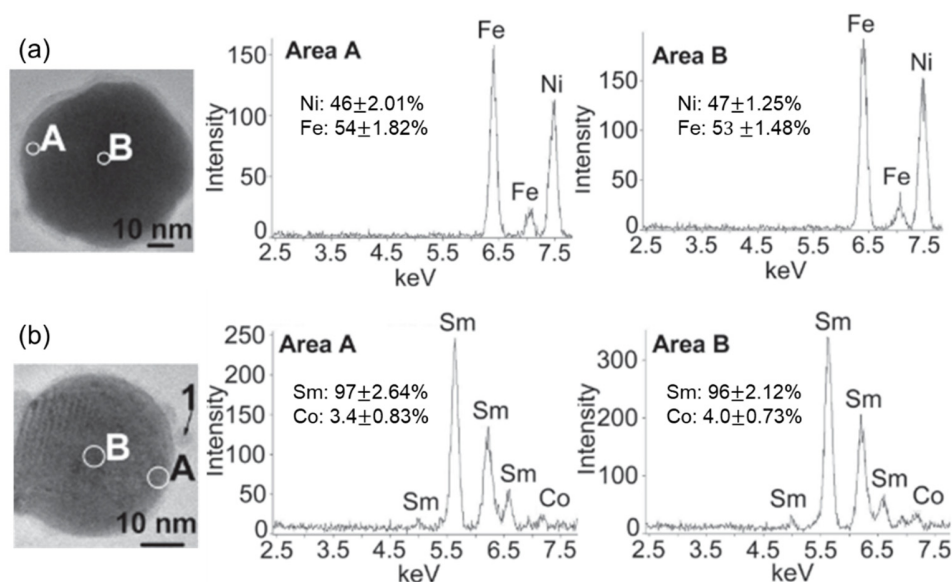 (a)
A
B
10 nm
Intensity
150
100
50
0
Area A
Ni: 46±2.01%
Fe: 54±1.82%
Fe
Fe
Ni
2.5 3.5 4.5 5.5 6.5 7.5
keV
Intensity
150
100
50
0
Area B
Ni: 47±1.25%
Fe: 53 ±1.48%
Fe
Fe
Ni
2.5 3.5 4.5 5.5 6.5 7.5
keV
(b)
1
B
A
10 nm
Intensity
250
200
150
100
50
0
Area A
Sm: 97±2.64%
Co: 3.4±0.83%
Sm
Sm
Sm
Sm
Co
2.5 3.5 4.5 5.5 6.5 7.5
keV
Intensity
300
200
100
0
Area B
Sm: 96±2.12%
Co: 4.0±0.73%
Sm
Sm
Sm
Sm
Co
2.5 3.5 4.5 5.5 6.5 7.5
keV